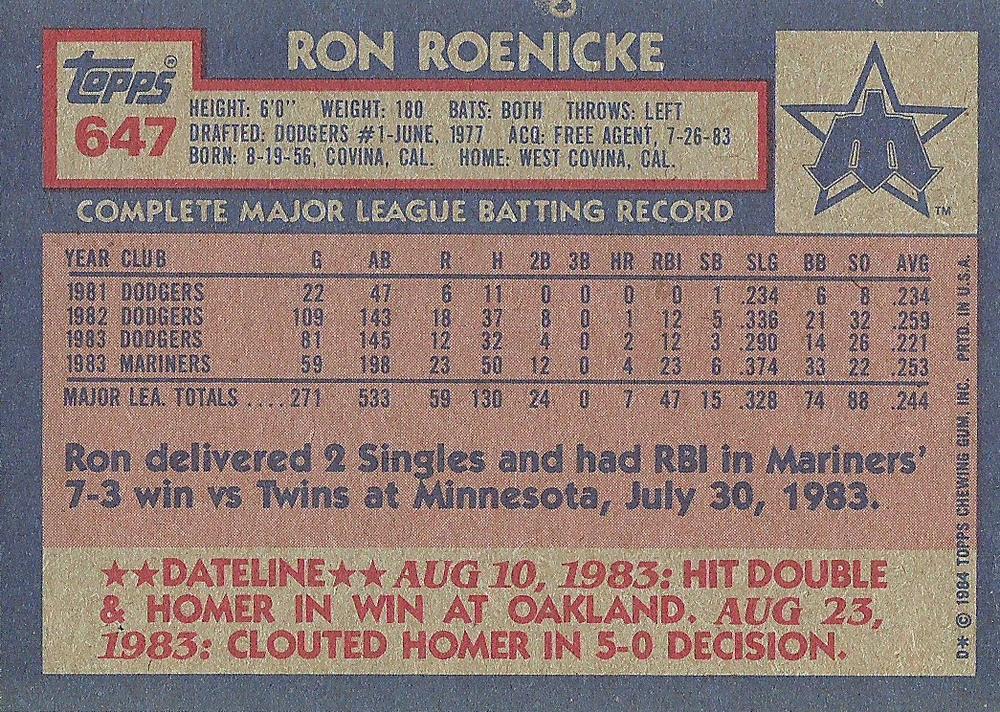 RON ROENICKE
Topps®
647
HEIGHT: 6'0" WEIGHT: 180 BATS: BOTH THROWS: LEFT
DRAFTED: DODGERS #1-JUNE, 1977 ACQ: FREE AGENT, 7-26-83
BORN: 8-19-56, COVINA, CAL. HOME: WEST COVINA, CAL.
TM
COMPLETE MAJOR LEAGUE BATTING RECORD
YEAR CLUB G AB R H 2B 3B HR RBI SB SLG BB SO AVG
1981 DODGERS 22 47 6 11 0 0 0 0 1 .234 6 8 .234
1982 DODGERS 109 143 18 37 8 0 1 12 5 .336 21 32 .259
1983 DODGERS 81 145 12 32 4 0 2 12 3 .290 14 26 .221
1983 MARINERS 59 198 23 50 12 0 4 23 6 .374 33 22 .253
MAJOR LEA. TOTALS .... 271 533 59 130 24 0 7 47 15 .328 74 88 .244
Ron delivered 2 Singles and had RBI in Mariners'
7-3 win vs Twins at Minnesota, July 30, 1983.
★★DATELINE★★ AUG 10, 1983: HIT DOUBLE
& HOMER IN WIN AT OAKLAND. AUG 23,
1983: CLOUTED HOMER IN 5-0 DECISION.
D* © 1984 TOPPS CHEWING GUM, INC. PRTD. IN U.S.A.